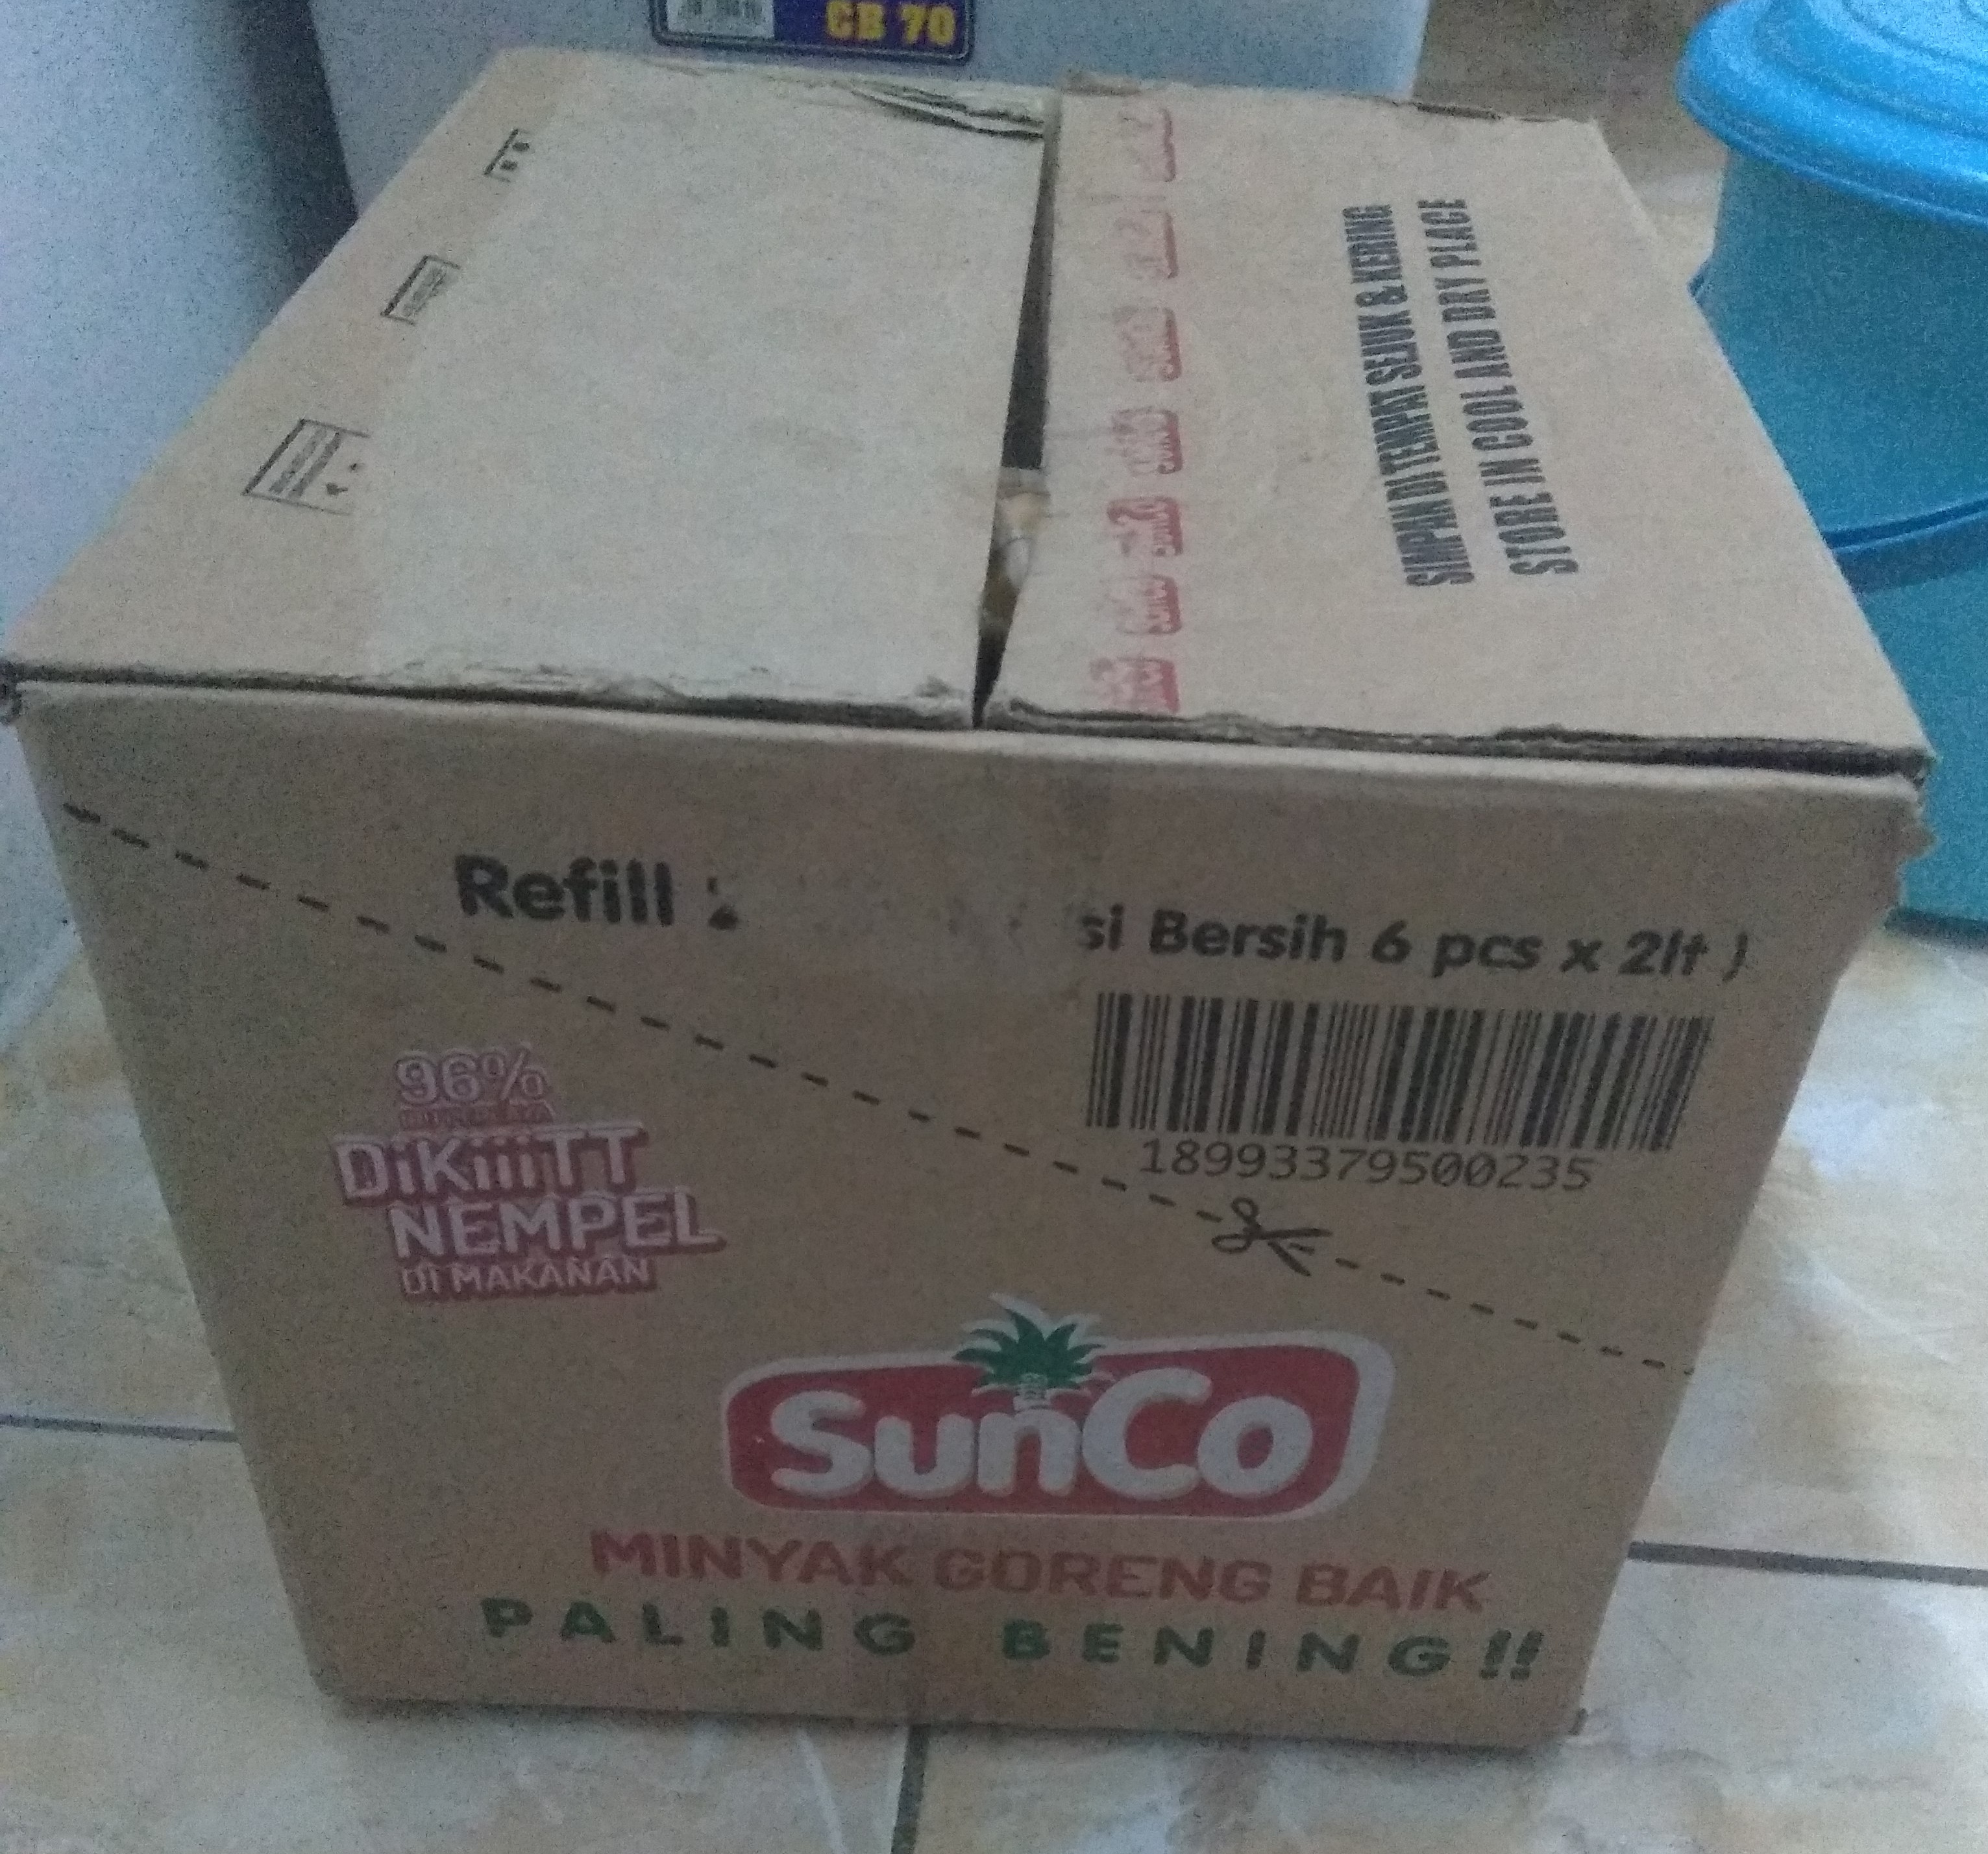 CB 70
SIMPAN DI TEMPAT SEJUK & KERING
STORE IN COOL AND DRY PLACE
Refill
si Bersih 6 pcs x 2lt )
18993379500235
96%
DiKiiiiTT
NEMPEL
DI MAKANAN
SunCo
MINYAK GORENG BAIK
PALING BENING!!